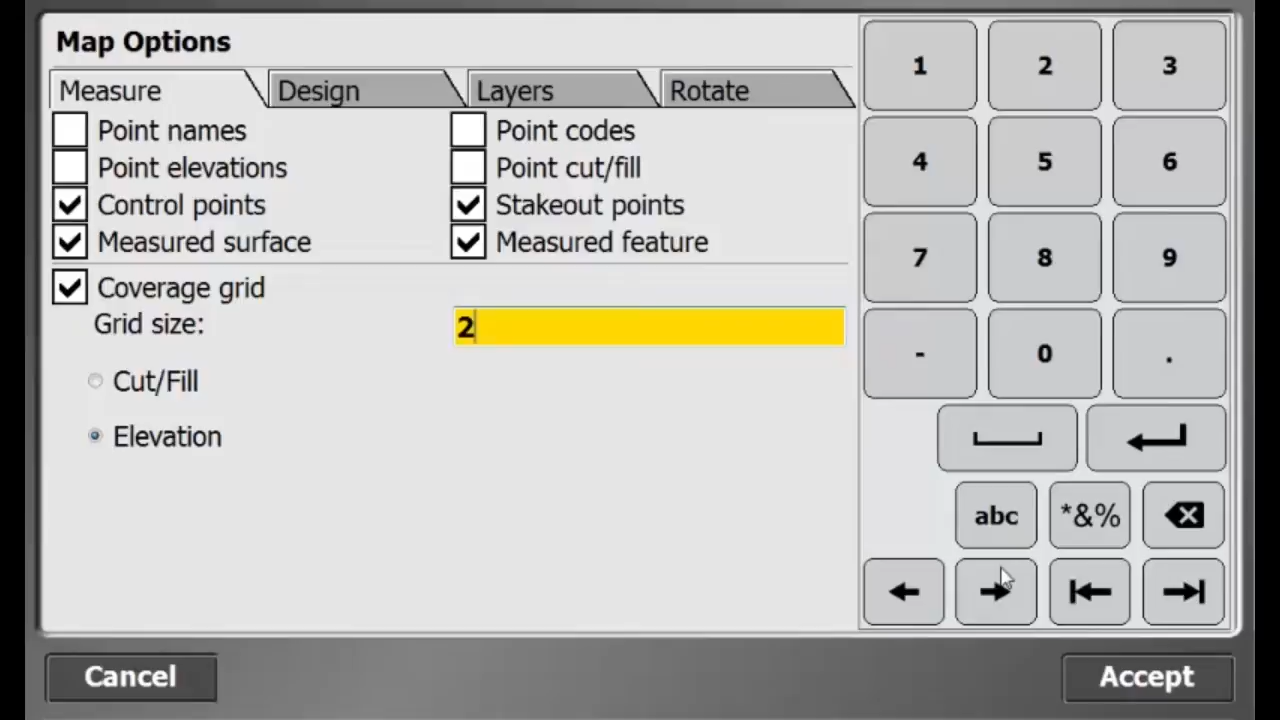 Map Options
Measure Design Layers Rotate
Point names Point codes
Point elevations Point cut/fill
Control points Stakeout points
Measured surface Measured feature
Coverage grid
Grid size: 2
Cut/Fill
Elevation
1 2 3
4 5 6
7 8 9
- 0 .
abc *&%
Cancel Accept